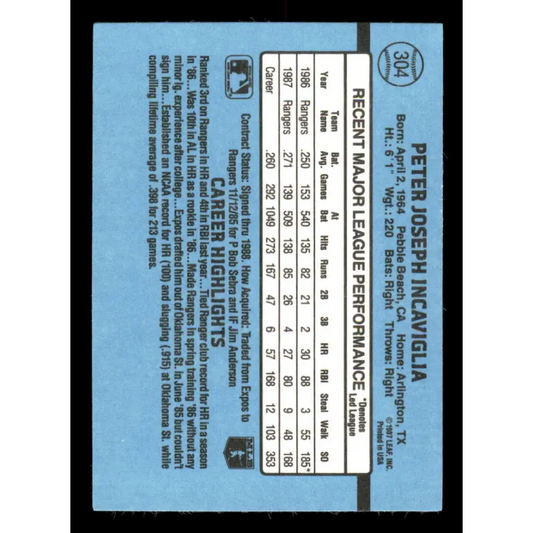 304
PETER JOSEPH INCAVIGLIA
Born: April 2, 1964 Pebble Beach, CA Home: Arlington, TX
Ht.: 6'1" Wgt.: 220 Bats: Right Throws: Right
©1987 LEAF, INC.
Printed in USA
RECENT MAJOR LEAGUE PERFORMANCE *Denotes
Led League
Year Team Name Bat. Avg. Games At Bat Hits Runs 2B 3B HR RBI Steal Walk SO
1986 Rangers .250 153 540 135 82 21 2 30 88 3 55 185*
1987 Rangers .271 139 509 138 85 26 4 27 80 9 48 168
Career .260 292 1049 273 167 47 6 57 168 12 103 353
Contract Status: Signed thru 1988. How Acquired: Traded from Expos to
Rangers 11/12/85 for P Bob Sebra and IF Jim Anderson
MLBPA
CAREER HIGHLIGHTS
Ranked 3rd on Rangers in HR and 4th in RBI last year...Tied Ranger club record for HR in a season
in '86...Was 10th in AL in HR as a rookie in '86...Made Rangers in spring training '86 without any
minor lg. experience after college...Expos drafted him out of Oklahoma St. in June '85 but couldn't
sign him...Established an NCAA record for HR (100) and slugging (.915) at Oklahoma St. while
compiling lifetime average of .398 for 213 games.